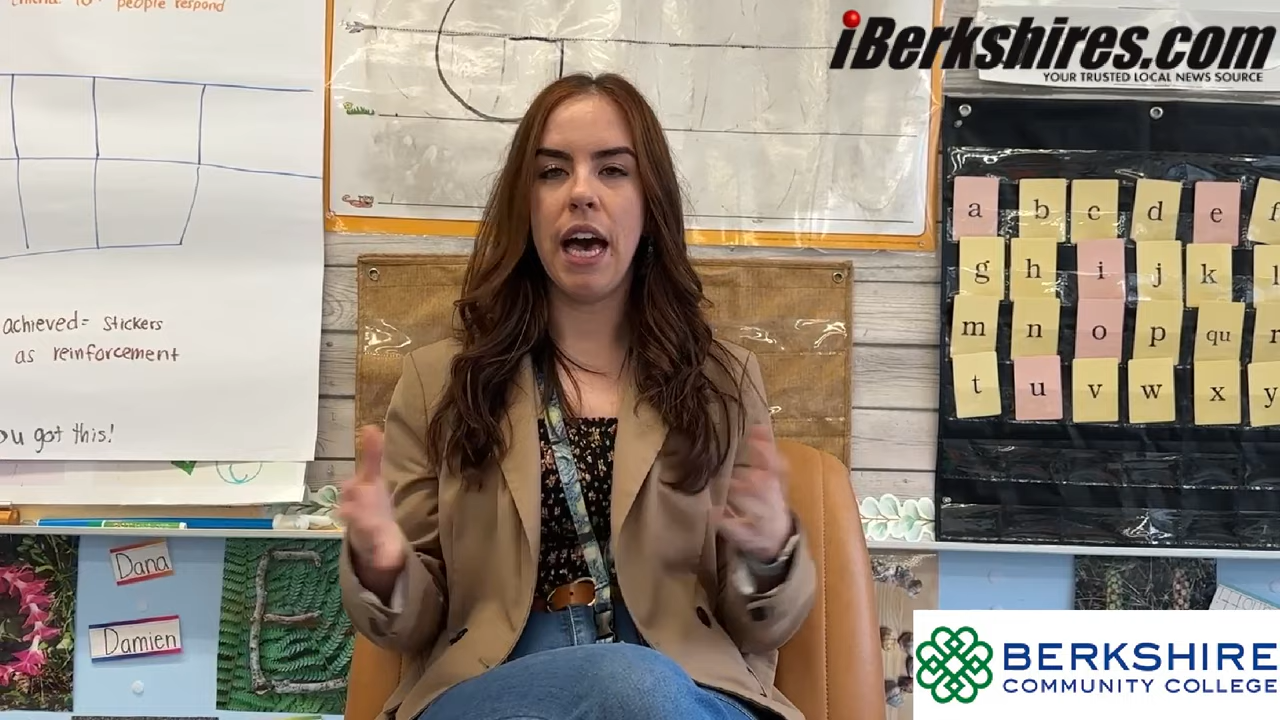 people respond
iBerkshires.com
YOUR TRUSTED LOCAL NEWS SOURCE
a b c d e f
g h i j k l
m n o p qu r
t u v w x y
achieved= stickers
as reinforcement
You got this!
Dana
Damien
E
BERKSHIRE
COMMUNITY COLLEGE